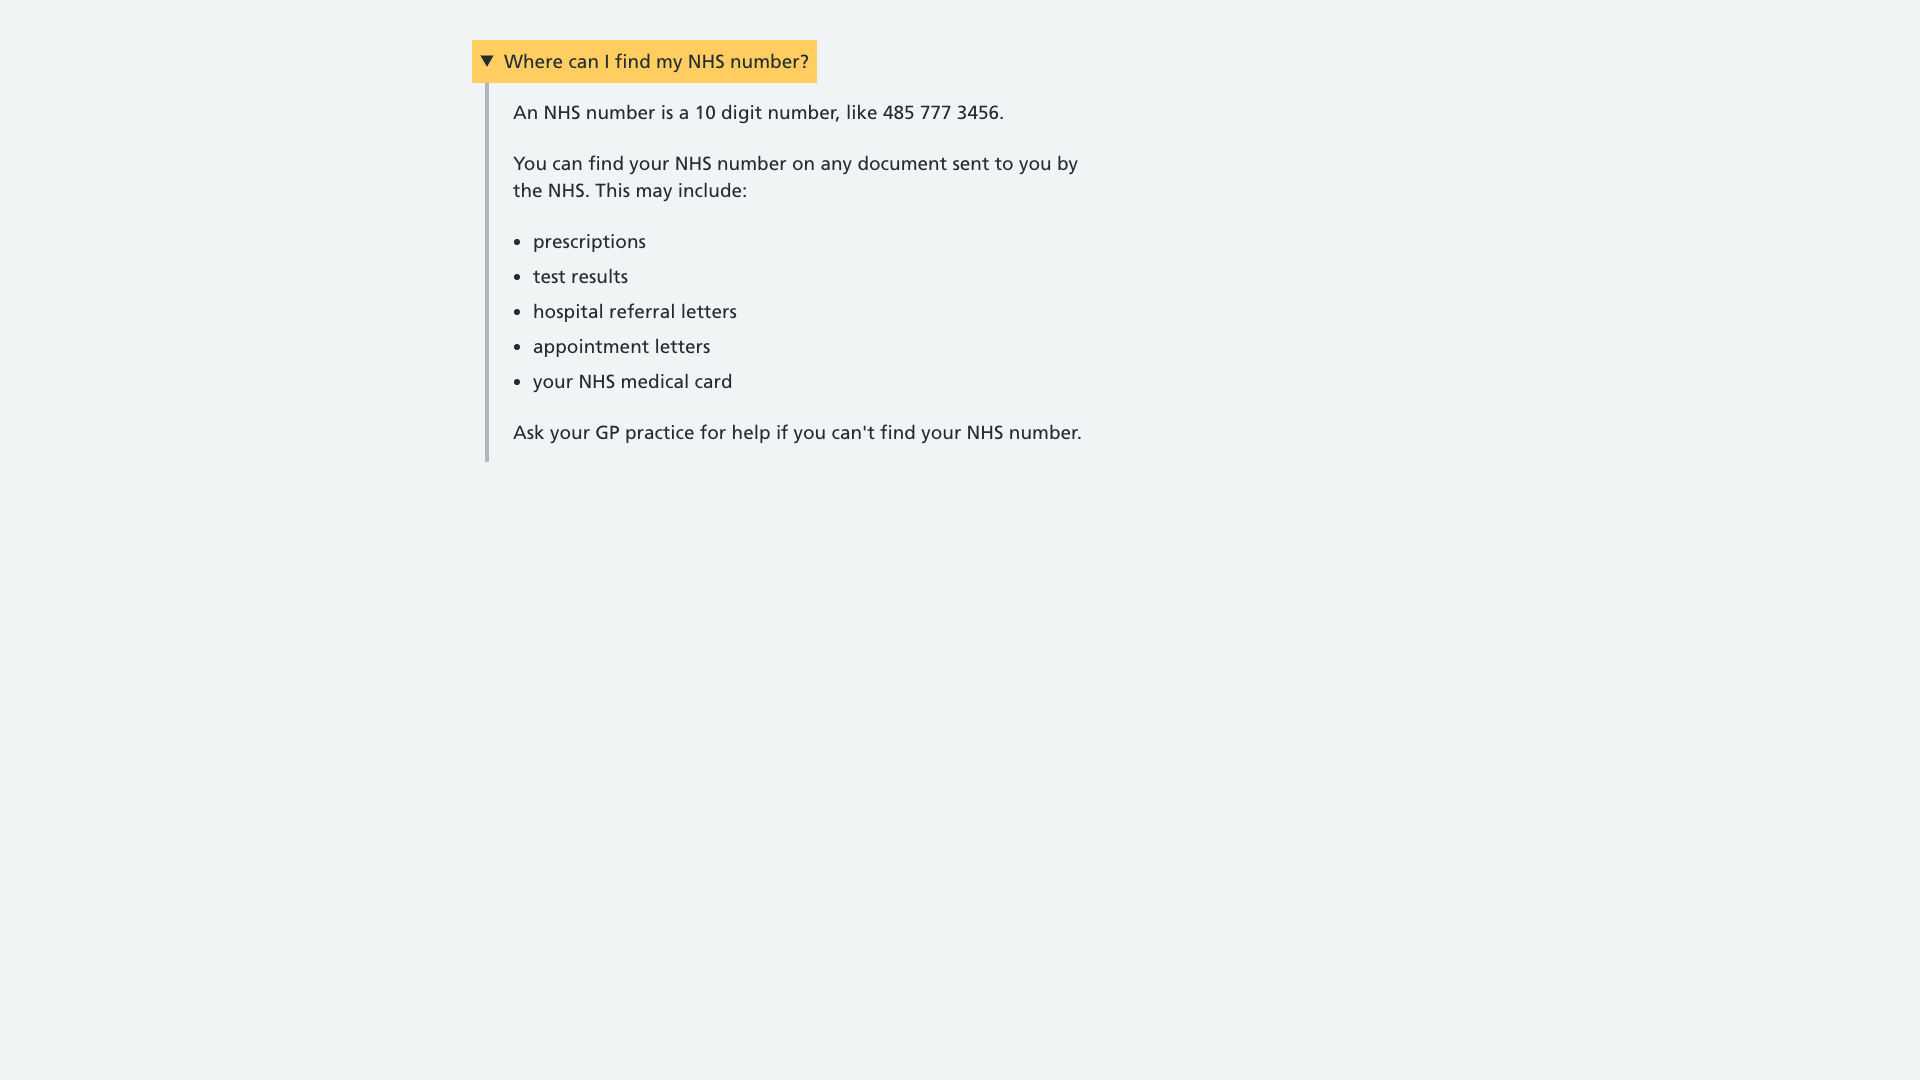 Where can I find my NHS number?
An NHS number is a 10 digit number, like 485 777 3456.
You can find your NHS number on any document sent to you by
the NHS. This may include:
prescriptions
test results
hospital referral letters
appointment letters
your NHS medical card
Ask your GP practice for help if you can't find your NHS number.